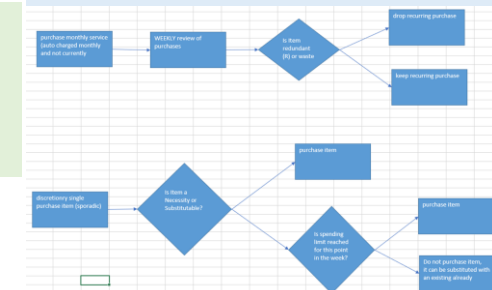 purchase monthly service
(auto charged monthly
and not currently
WEEKLY review of
purchases
Is Item
redundant
(R) or waste
drop recurring purchase
keep recurring purchase
discretionary single
purchase item (sporadic)
Is item a
Necessity or
Substitutable?
purchase item
Is spending
limit reached
for this point
in the week?
purchase item
Do not purchase item,
it can be substituted with
an existing already